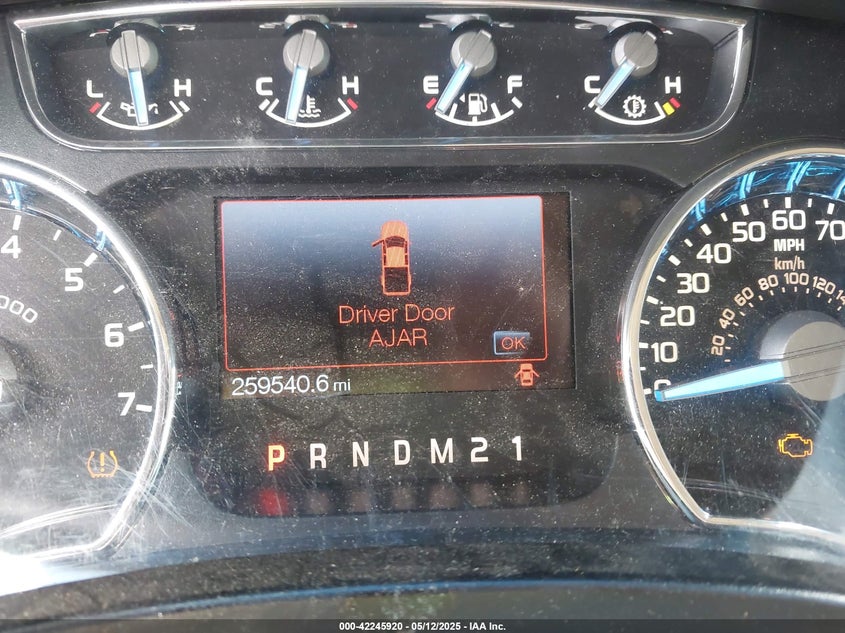 L H C H E F C H
4
5
6
7
000
Driver Door
AJAR
OK
259540.6 mi
P R N D M 2 1
0 10 20 30 40 50 60 70
MPH
km/h
20 40 60 80 100 120
000-42245920 - 05/12/2025 - IAA Inc.